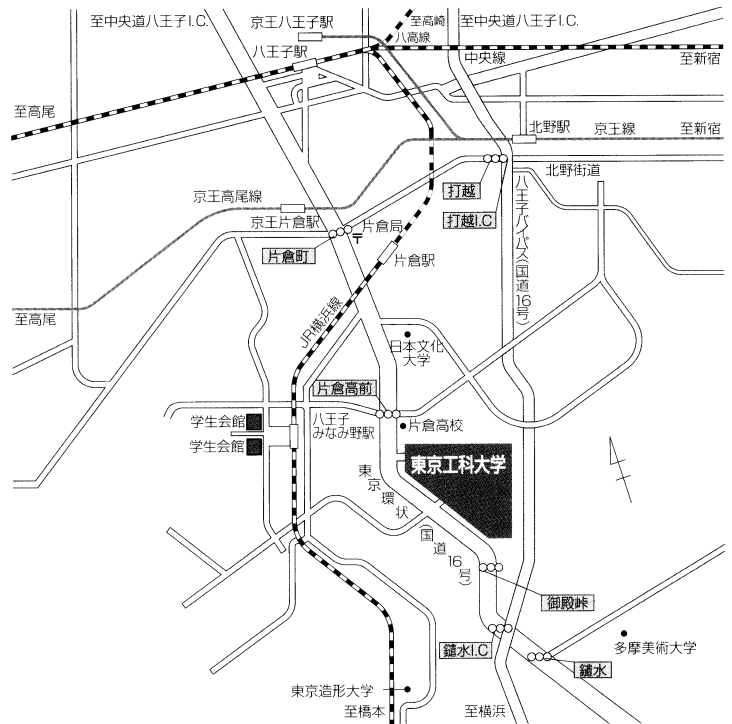 至中央道八王子I.C.
京王八王子駅
至高崎
八高線
至中央道八王子I.C.
八王子駅
中央線
至新宿
至高尾
北野駅
京王線
至新宿
打越
北野街道
京王高尾線
打越I.C
京王片倉駅
片倉局
〒
片倉町
片倉駅
八王子バイパス(国道16号)
至高尾
JR横浜線
日本文化
大学
片倉高前
学生会館
八王子
みなみ野駅
片倉高校
学生会館
東京工科大学
東京環状
(国道16号)
御殿峠
鑓水I.C
多摩美術大学
鑓水
東京造形大学
至橋本
至横浜